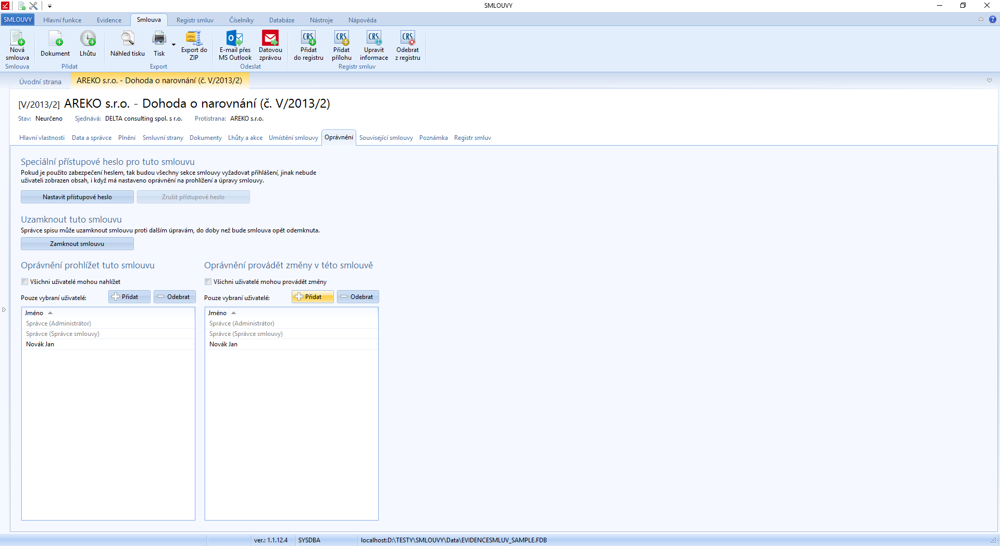 SMLOUVY
SMLOUVY Hlavní funkce Evidence Smlouva Registr smluv Číselníky Databáze Nástroje Nápověda
Nová smlouva
Dokument
Lhůtu
Náhled tisku
Tisk
Export do ZIP
E-mail přes MS Outlook
Datovou zprávou
CRS Přidat do registru
CRS Přidat přílohu
CRS Upravit informace
CRS Odebrat z registru
Smlouva Přidat Export Odeslat Registr smluv
Úvodní strana AREKO s.r.o. - Dohoda o narovnání (č. V/2013/2)
[V/2013/2] AREKO s.r.o. - Dohoda o narovnání (č. V/2013/2)
Stav: Neurčeno Sjednává: DELTA consulting spol. s r.o. Protistrana: AREKO s.r.o.
Hlavní vlastnosti Data a správce Plnění Smluvní strany Dokumenty Lhůty a akce Umístění smlouvy Oprávnění Související smlouvy Poznámka Registr smluv
Speciální přístupové heslo pro tuto smlouvu
Pokud je použito zabezpečení heslem, tak budou všechny sekce smlouvy vyžadovat přihlášení, jinak nebude
uživateli zobrazen obsah, i když má nastaveno oprávnění na prohlížení a úpravy smlouvy.
Nastavit přístupové heslo Zrušit přístupové heslo
Uzamknout tuto smlouvu
Správce spisu může uzamknout smlouvu proti dalším úpravám, do doby než bude smlouva opět odemknuta.
Zamknout smlouvu
Oprávnění prohlížet tuto smlouvu
Všichni uživatelé mohou nahlížet
Pouze vybraní uživatelé: Přidat Odebrat
Jméno
Správce (Administrátor)
Správce (Správce smlouvy)
Novák Jan
Oprávnění provádět změny v této smlouvě
Všichni uživatelé mohou provádět změny
Pouze vybraní uživatelé: Přidat Odebrat
Jméno
Správce (Administrátor)
Správce (Správce smlouvy)
Novák Jan
ver.: 1.1.12.4 SYSDBA localhost:D:\TESTY\SMLOUVY\Data\EVIDENCESMLUV_SAMPLE.FDB